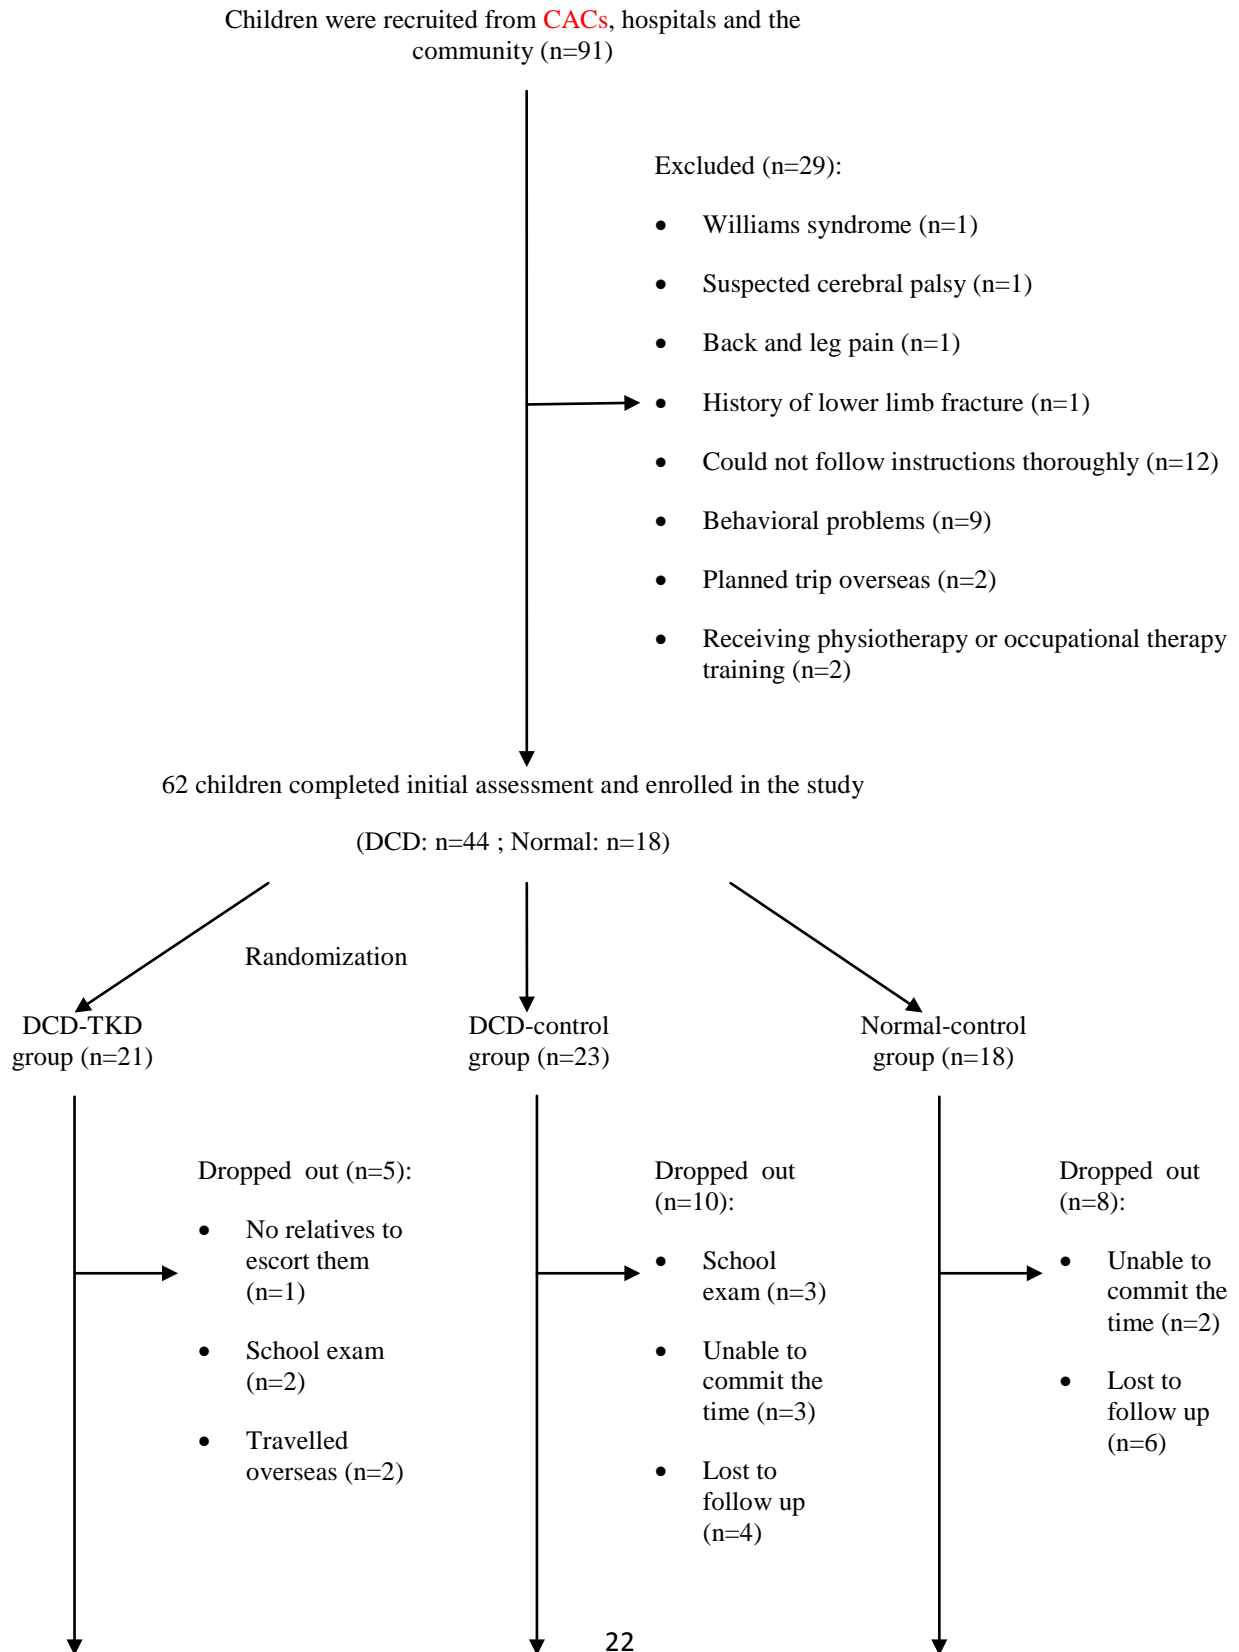 Children were recruited from CACs, hospitals and the
community (n=91)
Excluded (n=29):
• Williams syndrome (n=1)
• Suspected cerebral palsy (n=1)
• Back and leg pain (n=1)
• History of lower limb fracture (n=1)
• Could not follow instructions thoroughly (n=12)
• Behavioral problems (n=9)
• Planned trip overseas (n=2)
• Receiving physiotherapy or occupational therapy
training (n=2)
62 children completed initial assessment and enrolled in the study
(DCD: n=44 ; Normal: n=18)
Randomization
DCD-TKD
group (n=21)
DCD-control
group (n=23)
Normal-control
group (n=18)
Dropped out (n=5):
• No relatives to
escort them
(n=1)
• School exam
(n=2)
• Travelled
overseas (n=2)
Dropped out
(n=10):
• School
exam (n=3)
• Unable to
commit the
time (n=3)
• Lost to
follow up
(n=4)
Dropped out
(n=8):
• Unable to
commit the
time (n=2)
• Lost to
follow up
(n=6)
22